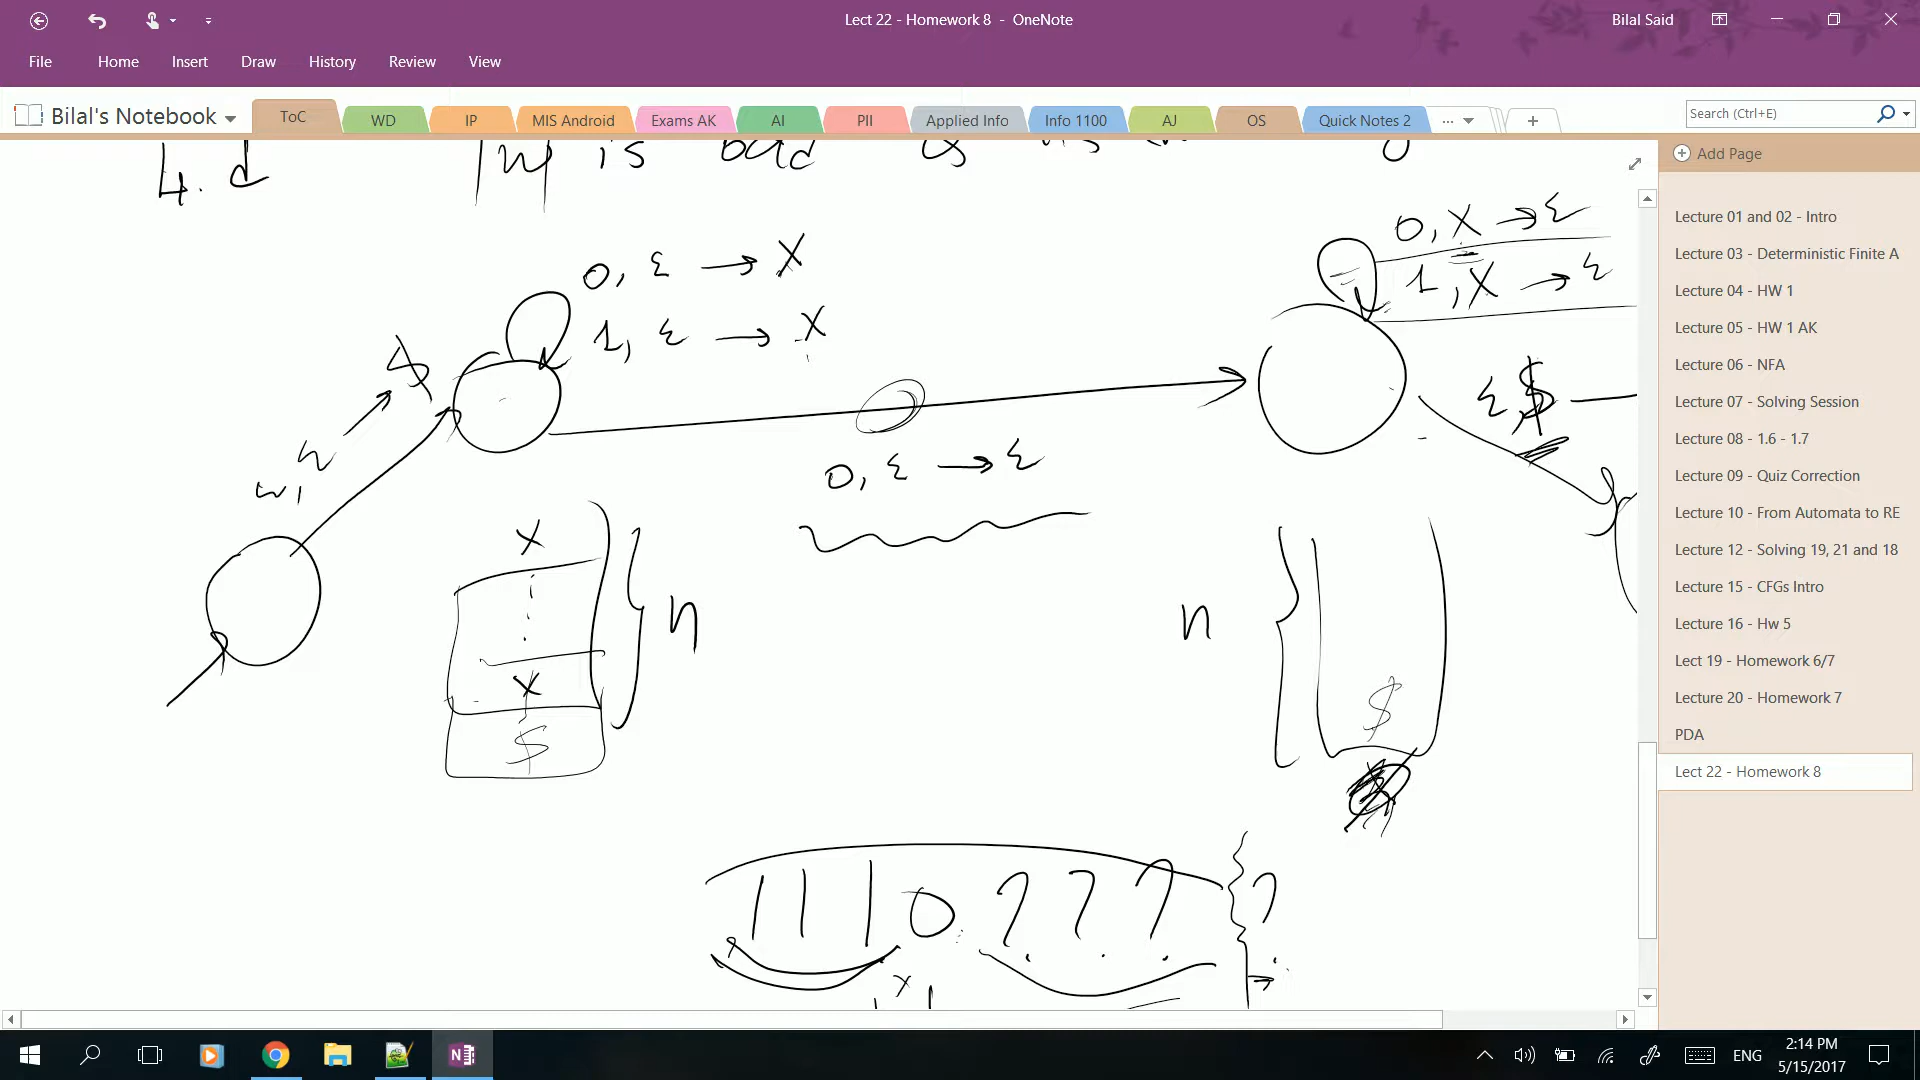 Lect 22 - Homework 8 - OneNote
Bilal Said
File Home Insert Draw History Review View
Bilal's Notebook
ToC WD IP MIS Android Exams AK AI PII Applied Info Info 1100 AJ OS Quick Notes 2 ...
Search (Ctrl+E)
Add Page
Lecture 01 and 02 - Intro
Lecture 03 - Deterministic Finite A
Lecture 04 - HW 1
Lecture 05 - HW 1 AK
Lecture 06 - NFA
Lecture 07 - Solving Session
Lecture 08 - 1.6 - 1.7
Lecture 09 - Quiz Correction
Lecture 10 - From Automata to RE
Lecture 12 - Solving 19, 21 and 18
Lecture 15 - CFGs Intro
Lecture 16 - Hw 5
Lect 19 - Homework 6/7
Lecture 20 - Homework 7
PDA
Lect 22 - Homework 8
4. d |w| is odd
0, ε → X
1, ε → X
0, X → ε
1, X → ε
ε, ε → $
0, ε → ε
ε, $ →
X
X
$
n
n
$
1110???
?
X
ENG
2:14 PM
5/15/2017